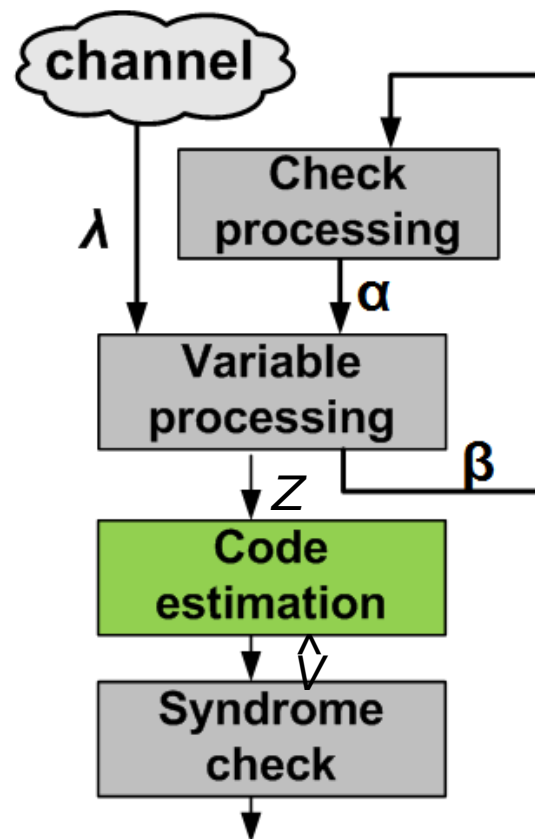 channel
Check
processing
λ
α
Variable
processing
β
Z
Code
estimation
V̂
Syndrome
check